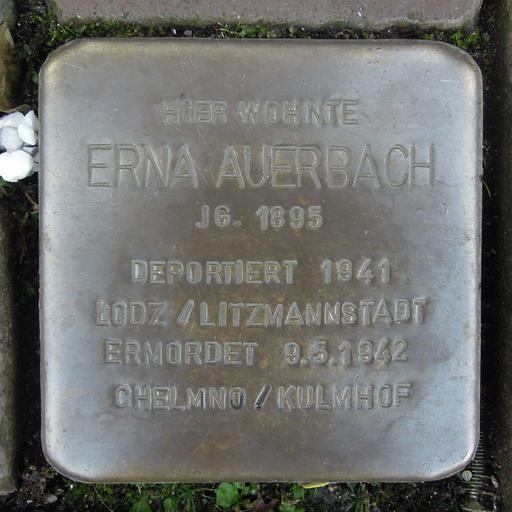 HIER WOHNTE
ERNA AUERBACH
JG. 1895
DEPORTIERT 1941
ŁODZ / LITZMANNSTADT
ERMORDET 9.5.1942
CHELMNO / KULMHOF